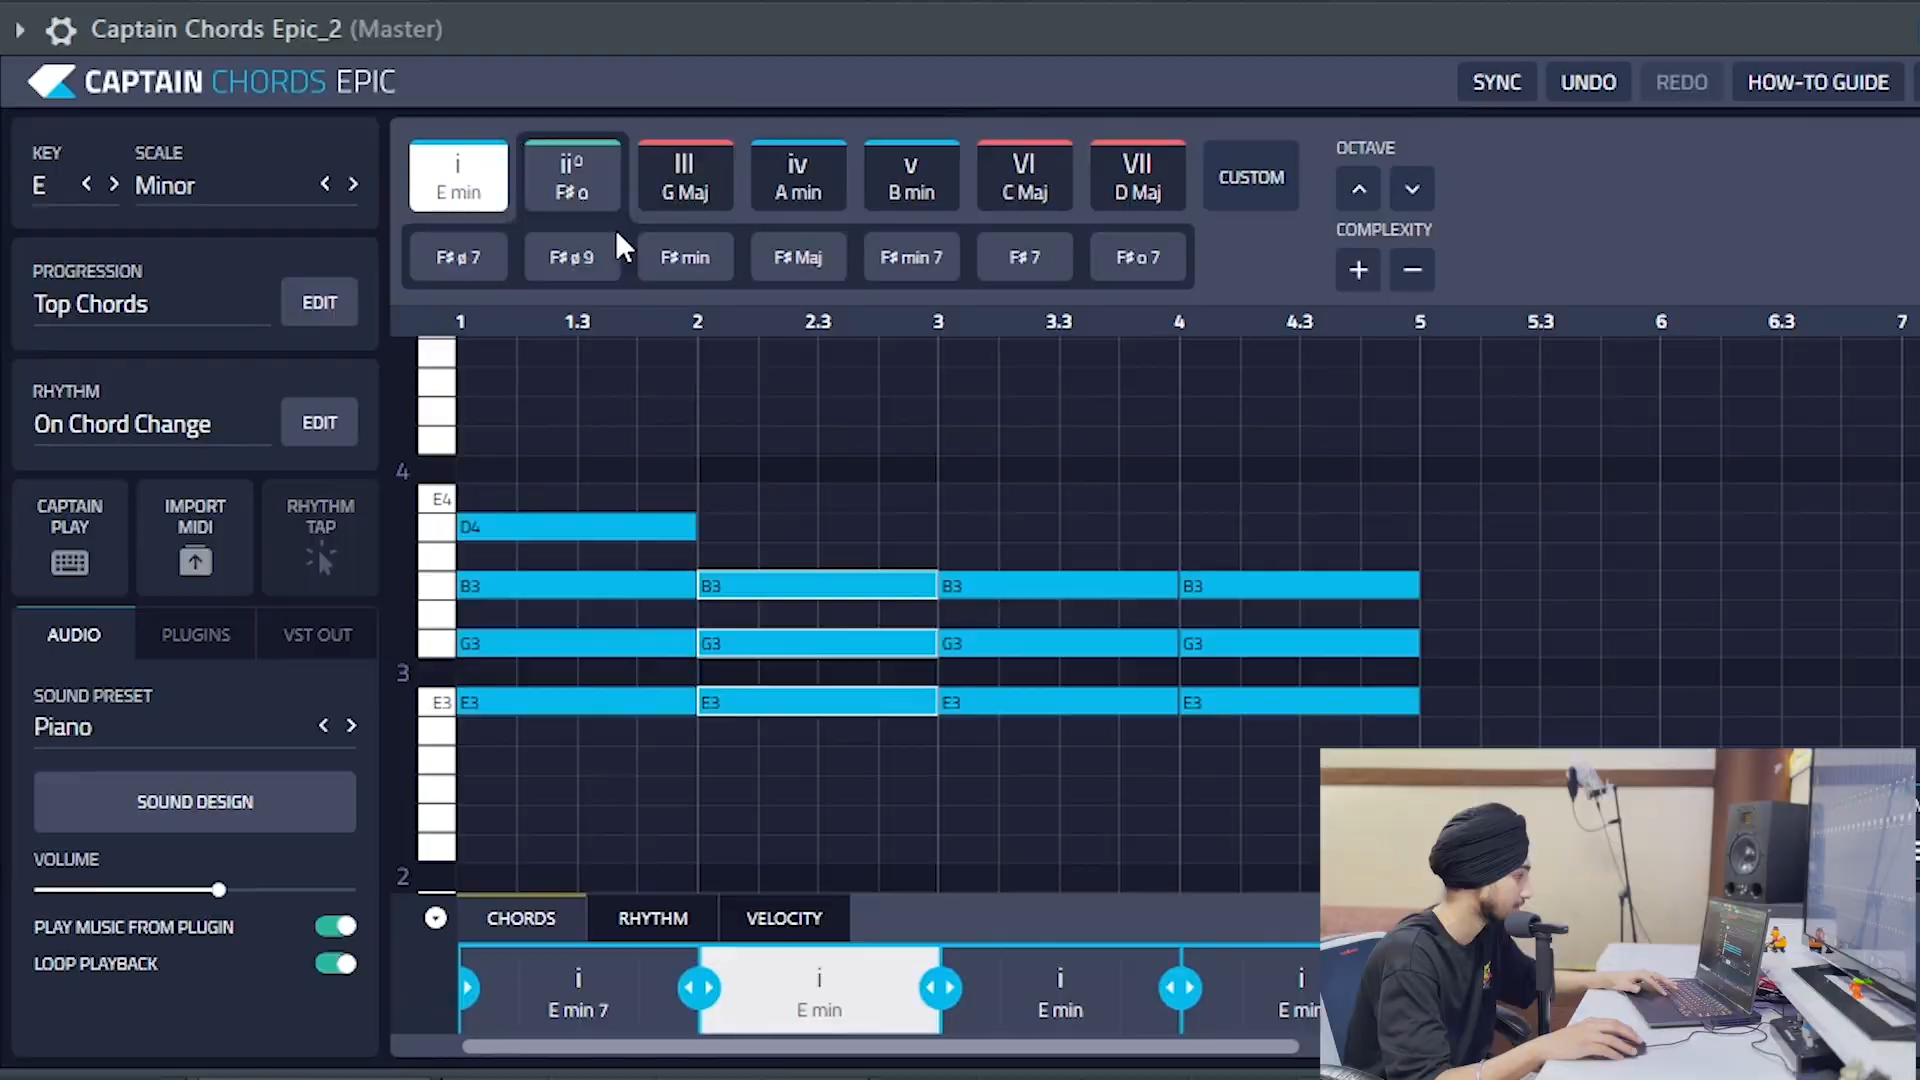 Captain Chords Epic_2 (Master)
CAPTAIN CHORDS EPIC
SYNC UNDO REDO HOW-TO GUIDE
KEY SCALE
E < > Minor < >
PROGRESSION
Top Chords EDIT
RHYTHM
On Chord Change EDIT
CAPTAIN PLAY
IMPORT MIDI
RHYTHM TAP
AUDIO PLUGINS VST OUT
SOUND PRESET
Piano < >
SOUND DESIGN
VOLUME
PLAY MUSIC FROM PLUGIN
LOOP PLAYBACK
i iiº III iv v VI VII
E min F♯ o G Maj A min B min C Maj D Maj
CUSTOM
F♯ ø 7 F♯ ø 9 F♯ min F♯ Maj F♯ min 7 F♯ 7 F♯ o 7
OCTAVE
COMPLEXITY
+ −
1 1.3 2 2.3 3 3.3 4 4.3 5 5.3 6 6.3 7
4
E4
D4
B3 B3 B3 B3
G3 G3 G3 G3
3
E3 E3 E3 E3 E3
2
CHORDS RHYTHM VELOCITY
i i i i
E min 7 E min E min E min